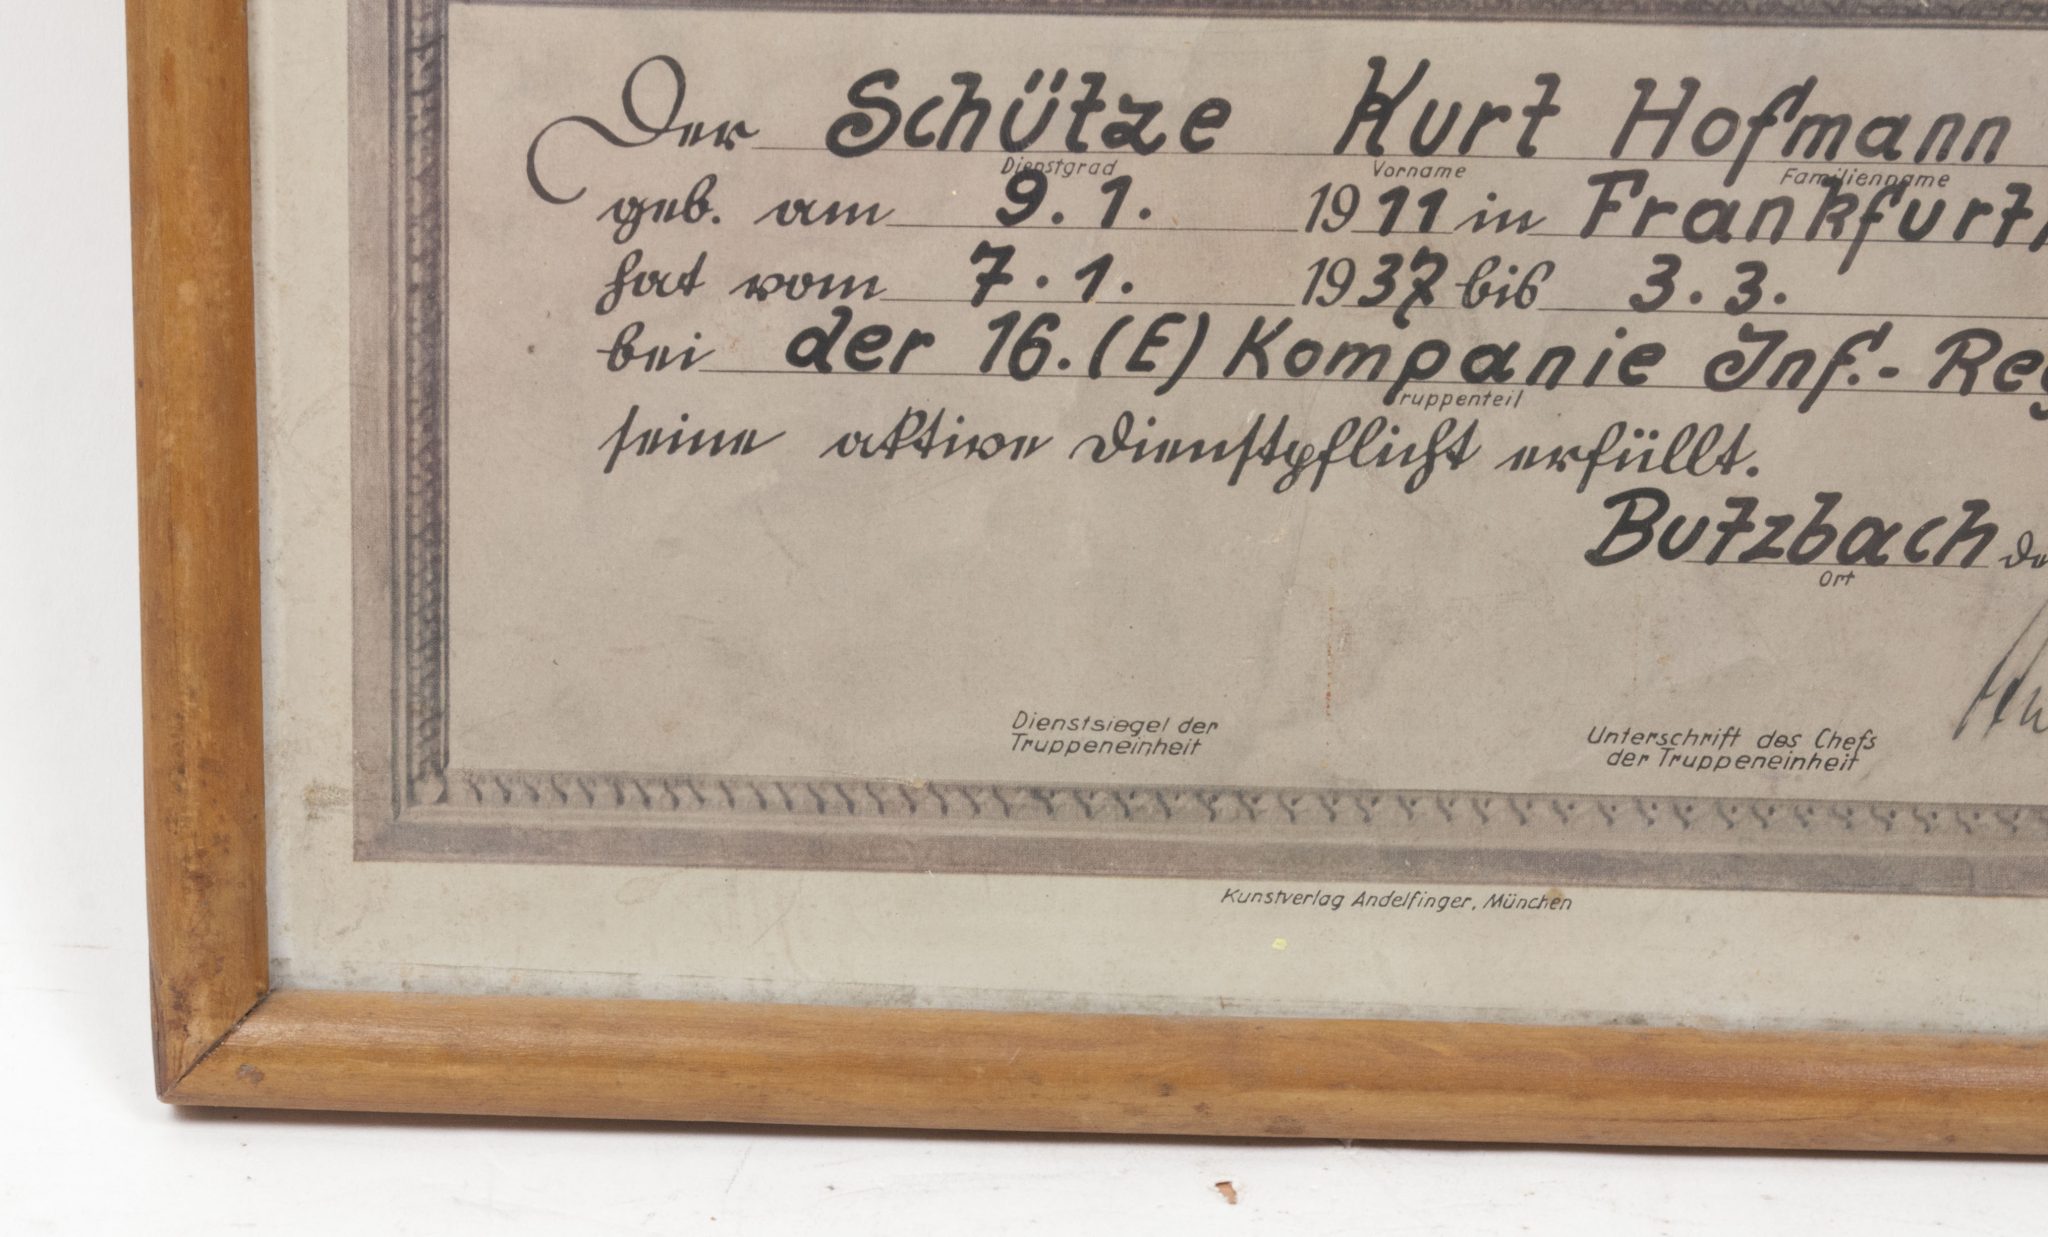 Der Schütze Kurt Hofmann
Dienstgrad Vorname Familienname
geb. am 9. 1. 1911 in Frankfurt
hat vom 7. 1. 1937 bis 3. 3.
bei der 16. (E) Kompanie Inf.- Reg
Truppenteil
seine aktive Dienstpflicht erfüllt.
Butzbach de
Ort
Dienstsiegel der
Truppeneinheit
Unterschrift des Chefs
der Truppeneinheit
Kunstverlag Andelfinger, München